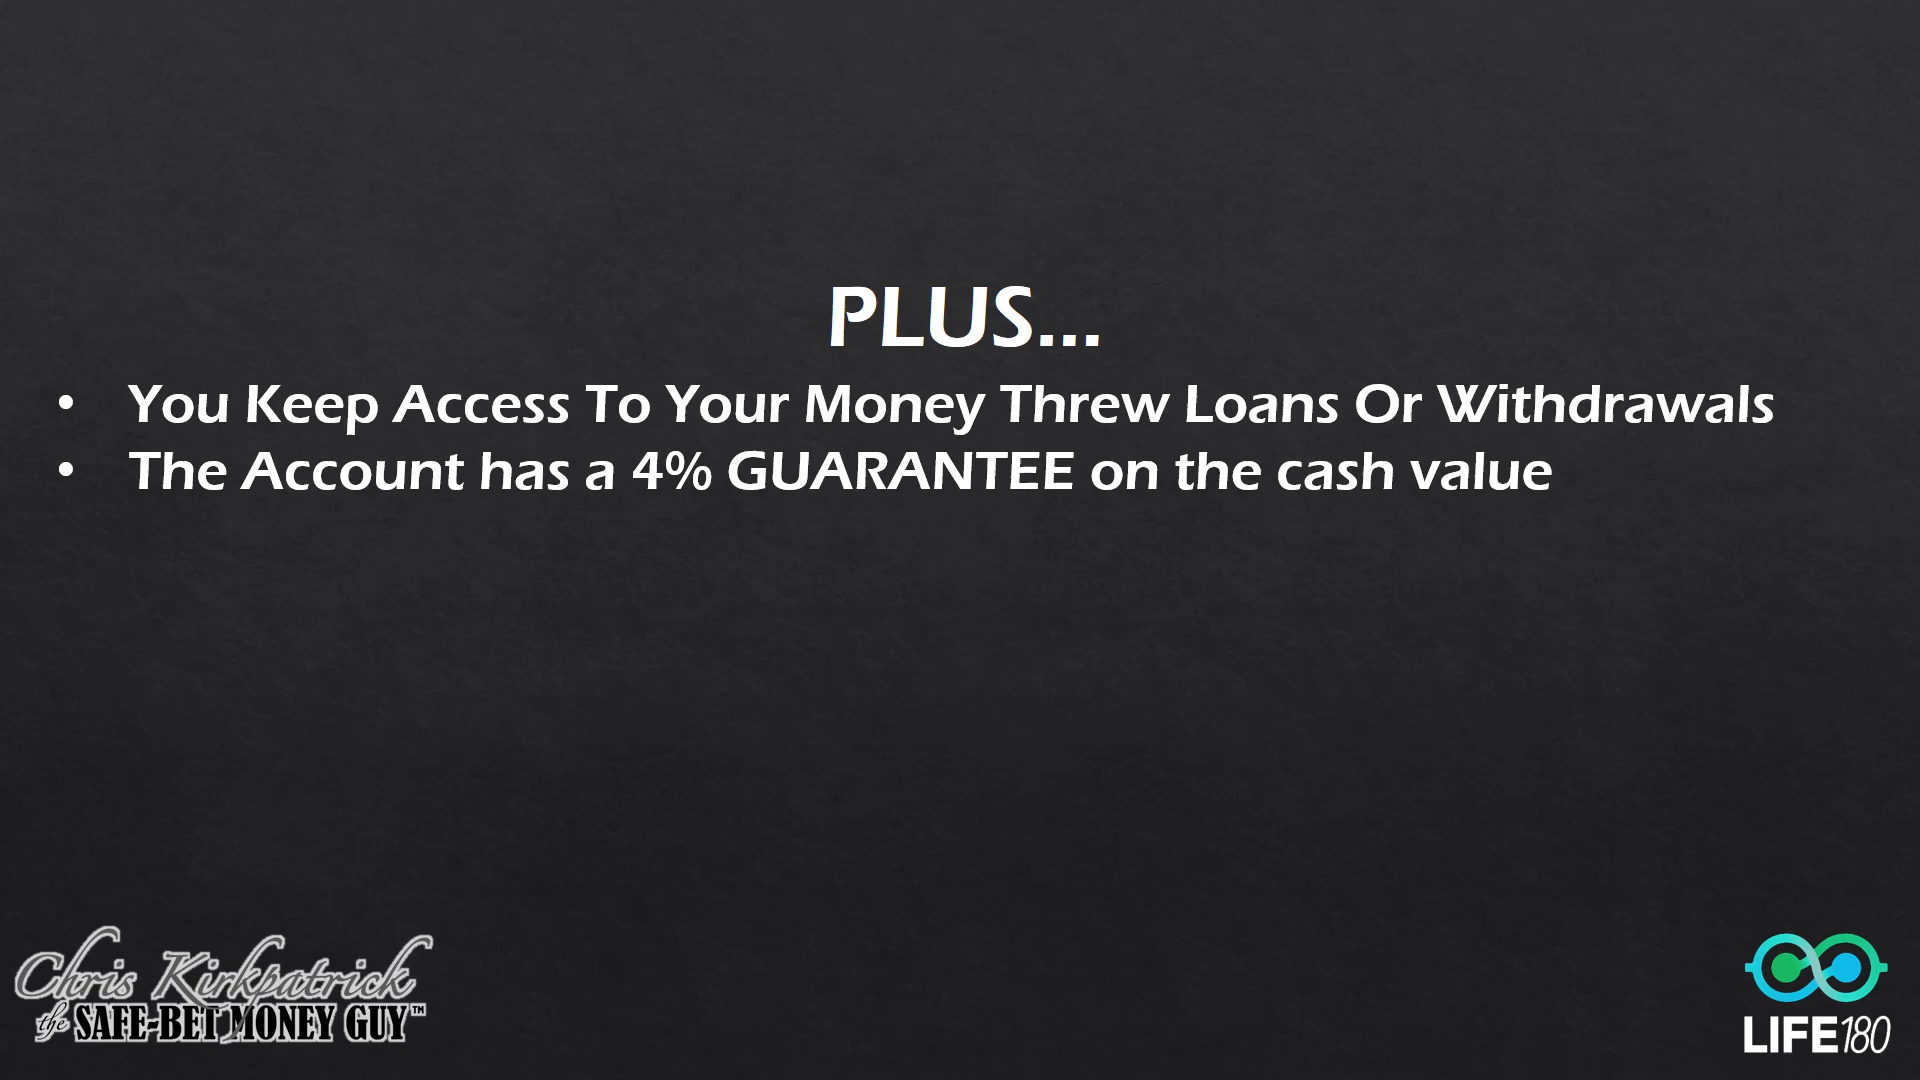 PLUS...
• You Keep Access To Your Money Threw Loans Or Withdrawals
• The Account has a 4% GUARANTEE on the cash value
Chris Kirkpatrick
the SAFE-BET MONEY GUY™
LIFE180